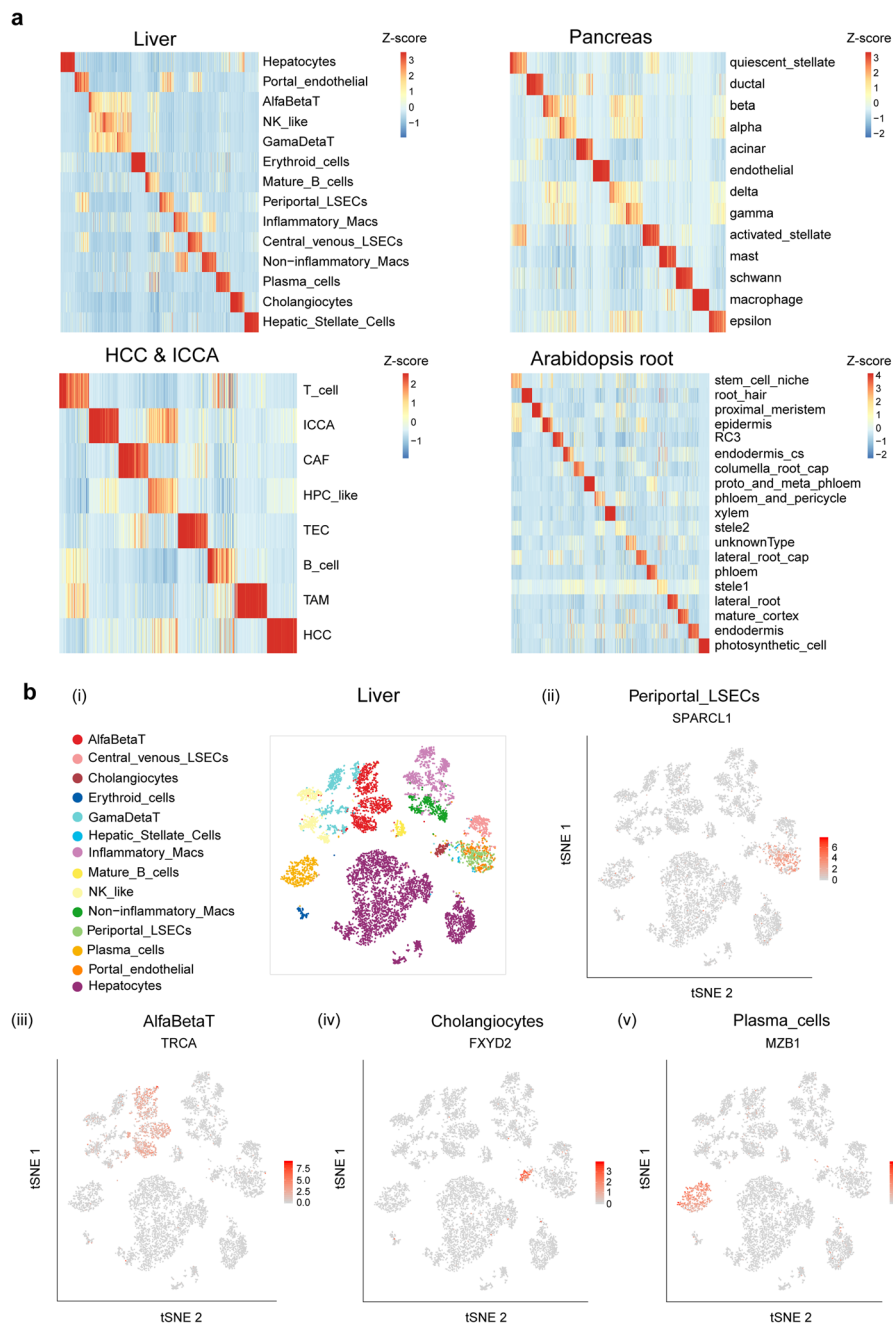 a
Liver
Z-score
3
2
1
0
−1
Hepatocytes
Portal_endothelial
AlfaBetaT
NK_like
GamaDetaT
Erythroid_cells
Mature_B_cells
Periportal_LSECs
Inflammatory_Macs
Central_venous_LSECs
Non−inflammatory_Macs
Plasma_cells
Cholangiocytes
Hepatic_Stellate_Cells
Pancreas
Z-score
3
2
1
0
−1
−2
quiescent_stellate
ductal
beta
alpha
acinar
endothelial
delta
gamma
activated_stellate
mast
schwann
macrophage
epsilon
HCC & ICCA
Z-score
2
1
0
−1
T_cell
ICCA
CAF
HPC_like
TEC
B_cell
TAM
HCC
Arabidopsis root
Z-score
4
3
2
1
0
−1
−2
stem_cell_niche
root_hair
proximal_meristem
epidermis
RC3
endodermis_cs
columella_root_cap
proto_and_meta_phloem
phloem_and_pericycle
xylem
stele2
unknownType
lateral_root_cap
phloem
stele1
lateral_root
mature_cortex
endodermis
photosynthetic_cell
b
(i)
Liver
AlfaBetaT
Central_venous_LSECs
Cholangiocytes
Erythroid_cells
GamaDetaT
Hepatic_Stellate_Cells
Inflammatory_Macs
Mature_B_cells
NK_like
Non−inflammatory_Macs
Periportal_LSECs
Plasma_cells
Portal_endothelial
Hepatocytes
(ii)
Periportal_LSECs
SPARCL1
tSNE 1
6
4
2
0
tSNE 2
(iii)
AlfaBetaT
TRCA
tSNE 1
7.5
5.0
2.5
0.0
tSNE 2
(iv)
Cholangiocytes
FXYD2
tSNE 1
3
2
1
0
tSNE 2
(v)
Plasma_cells
MZB1
tSNE 1
tSNE 2